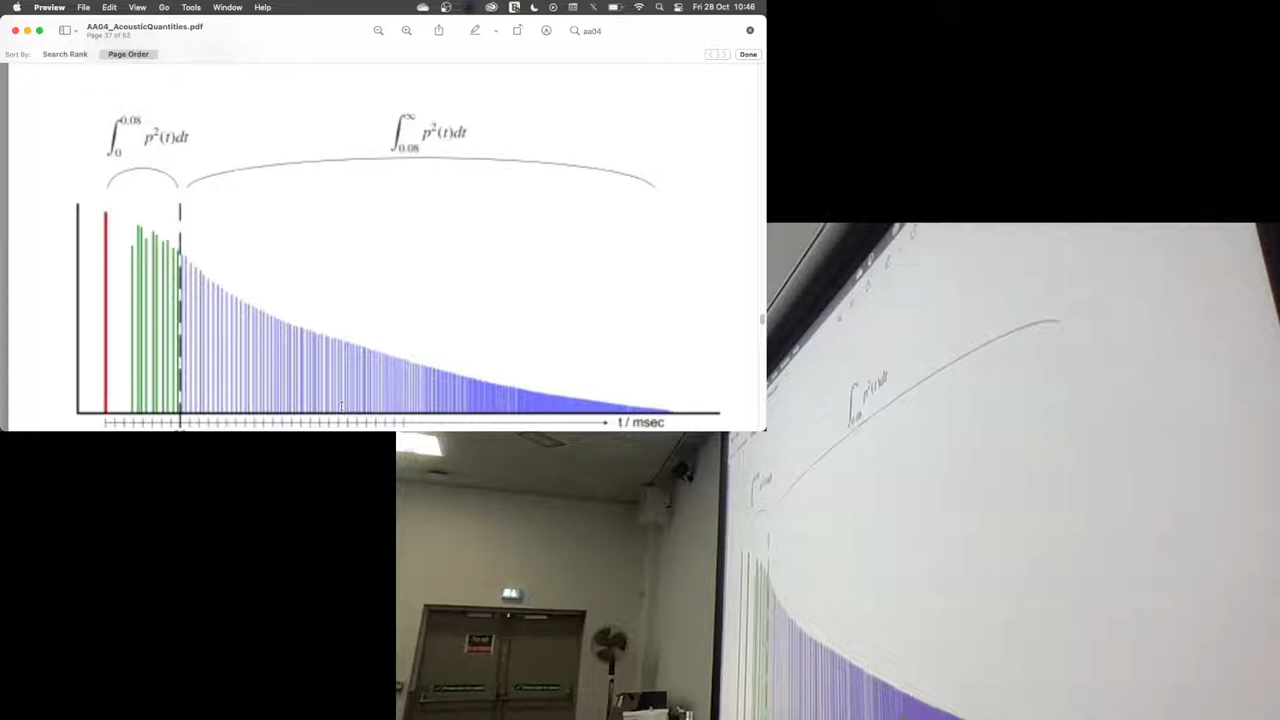 Preview File Edit View Go Tools Window Help
Fri 28 Oct 10:46
AA04_AcousticQuantities.pdf
Page 37 of 52
aa04
Sort By: Search Rank Page Order
Done
∫₀^0.08 p²(t)dt
∫₀.₀₈^∞ p²(t)dt
t / msec